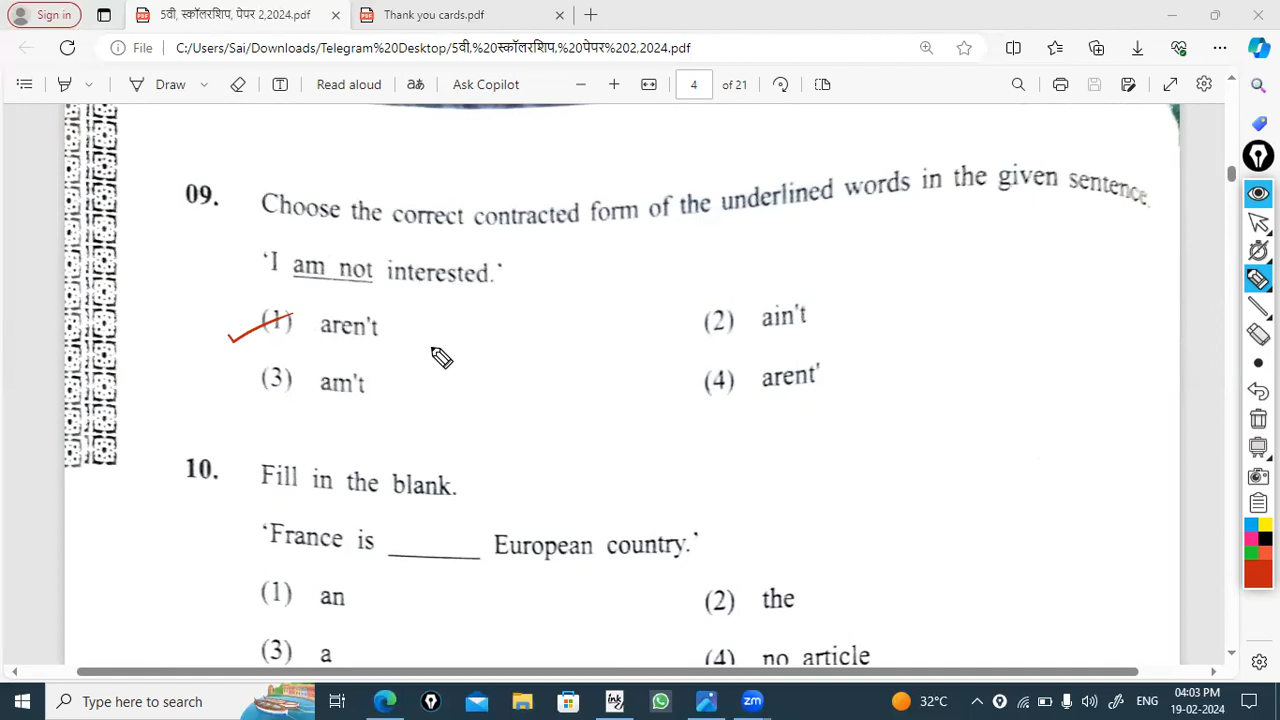 Sign in
5वी, स्कॉलरशिप, पेपर 2,2024.pdf
Thank you cards.pdf
File
C:/Users/Sai/Downloads/Telegram%20Desktop/5वी,%20स्कॉलरशिप,%20पेपर%202,2024.pdf
Draw
aあ
Read aloud
Ask Copilot
4
of 21
09. Choose the correct contracted form of the underlined words in the given sentence.
'I am not interested.'
(1) aren't (2) ain't
(3) am't (4) arent'
10. Fill in the blank.
'France is ______ European country.'
(1) an (2) the
(3) a (4) no article
Type here to search
ink
zm
32°C
ENG
04:03 PM
19-02-2024